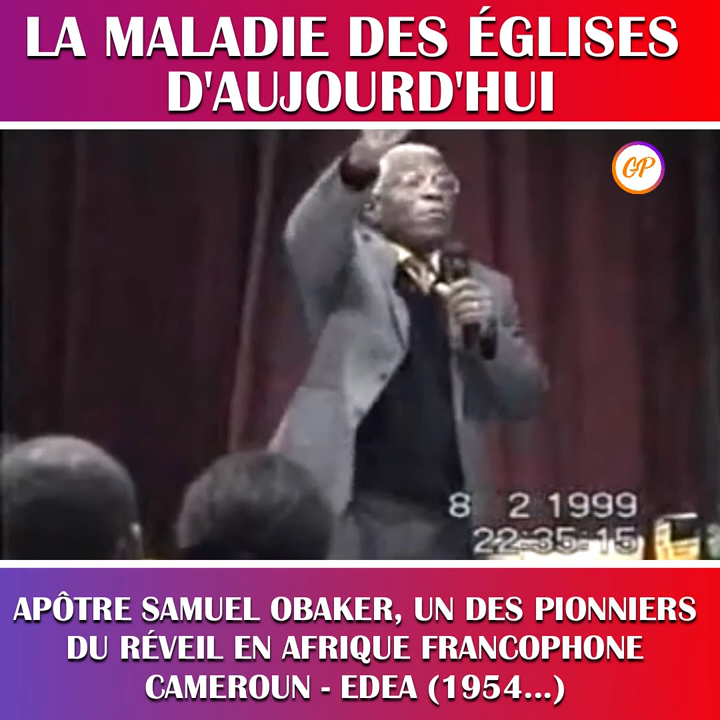 LA MALADIE DES ÉGLISES
D'AUJOURD'HUI
GP
8 2 1999
22:35:15
APÔTRE SAMUEL OBAKER, UN DES PIONNIERS
DU RÉVEIL EN AFRIQUE FRANCOPHONE
CAMEROUN - EDEA (1954...)